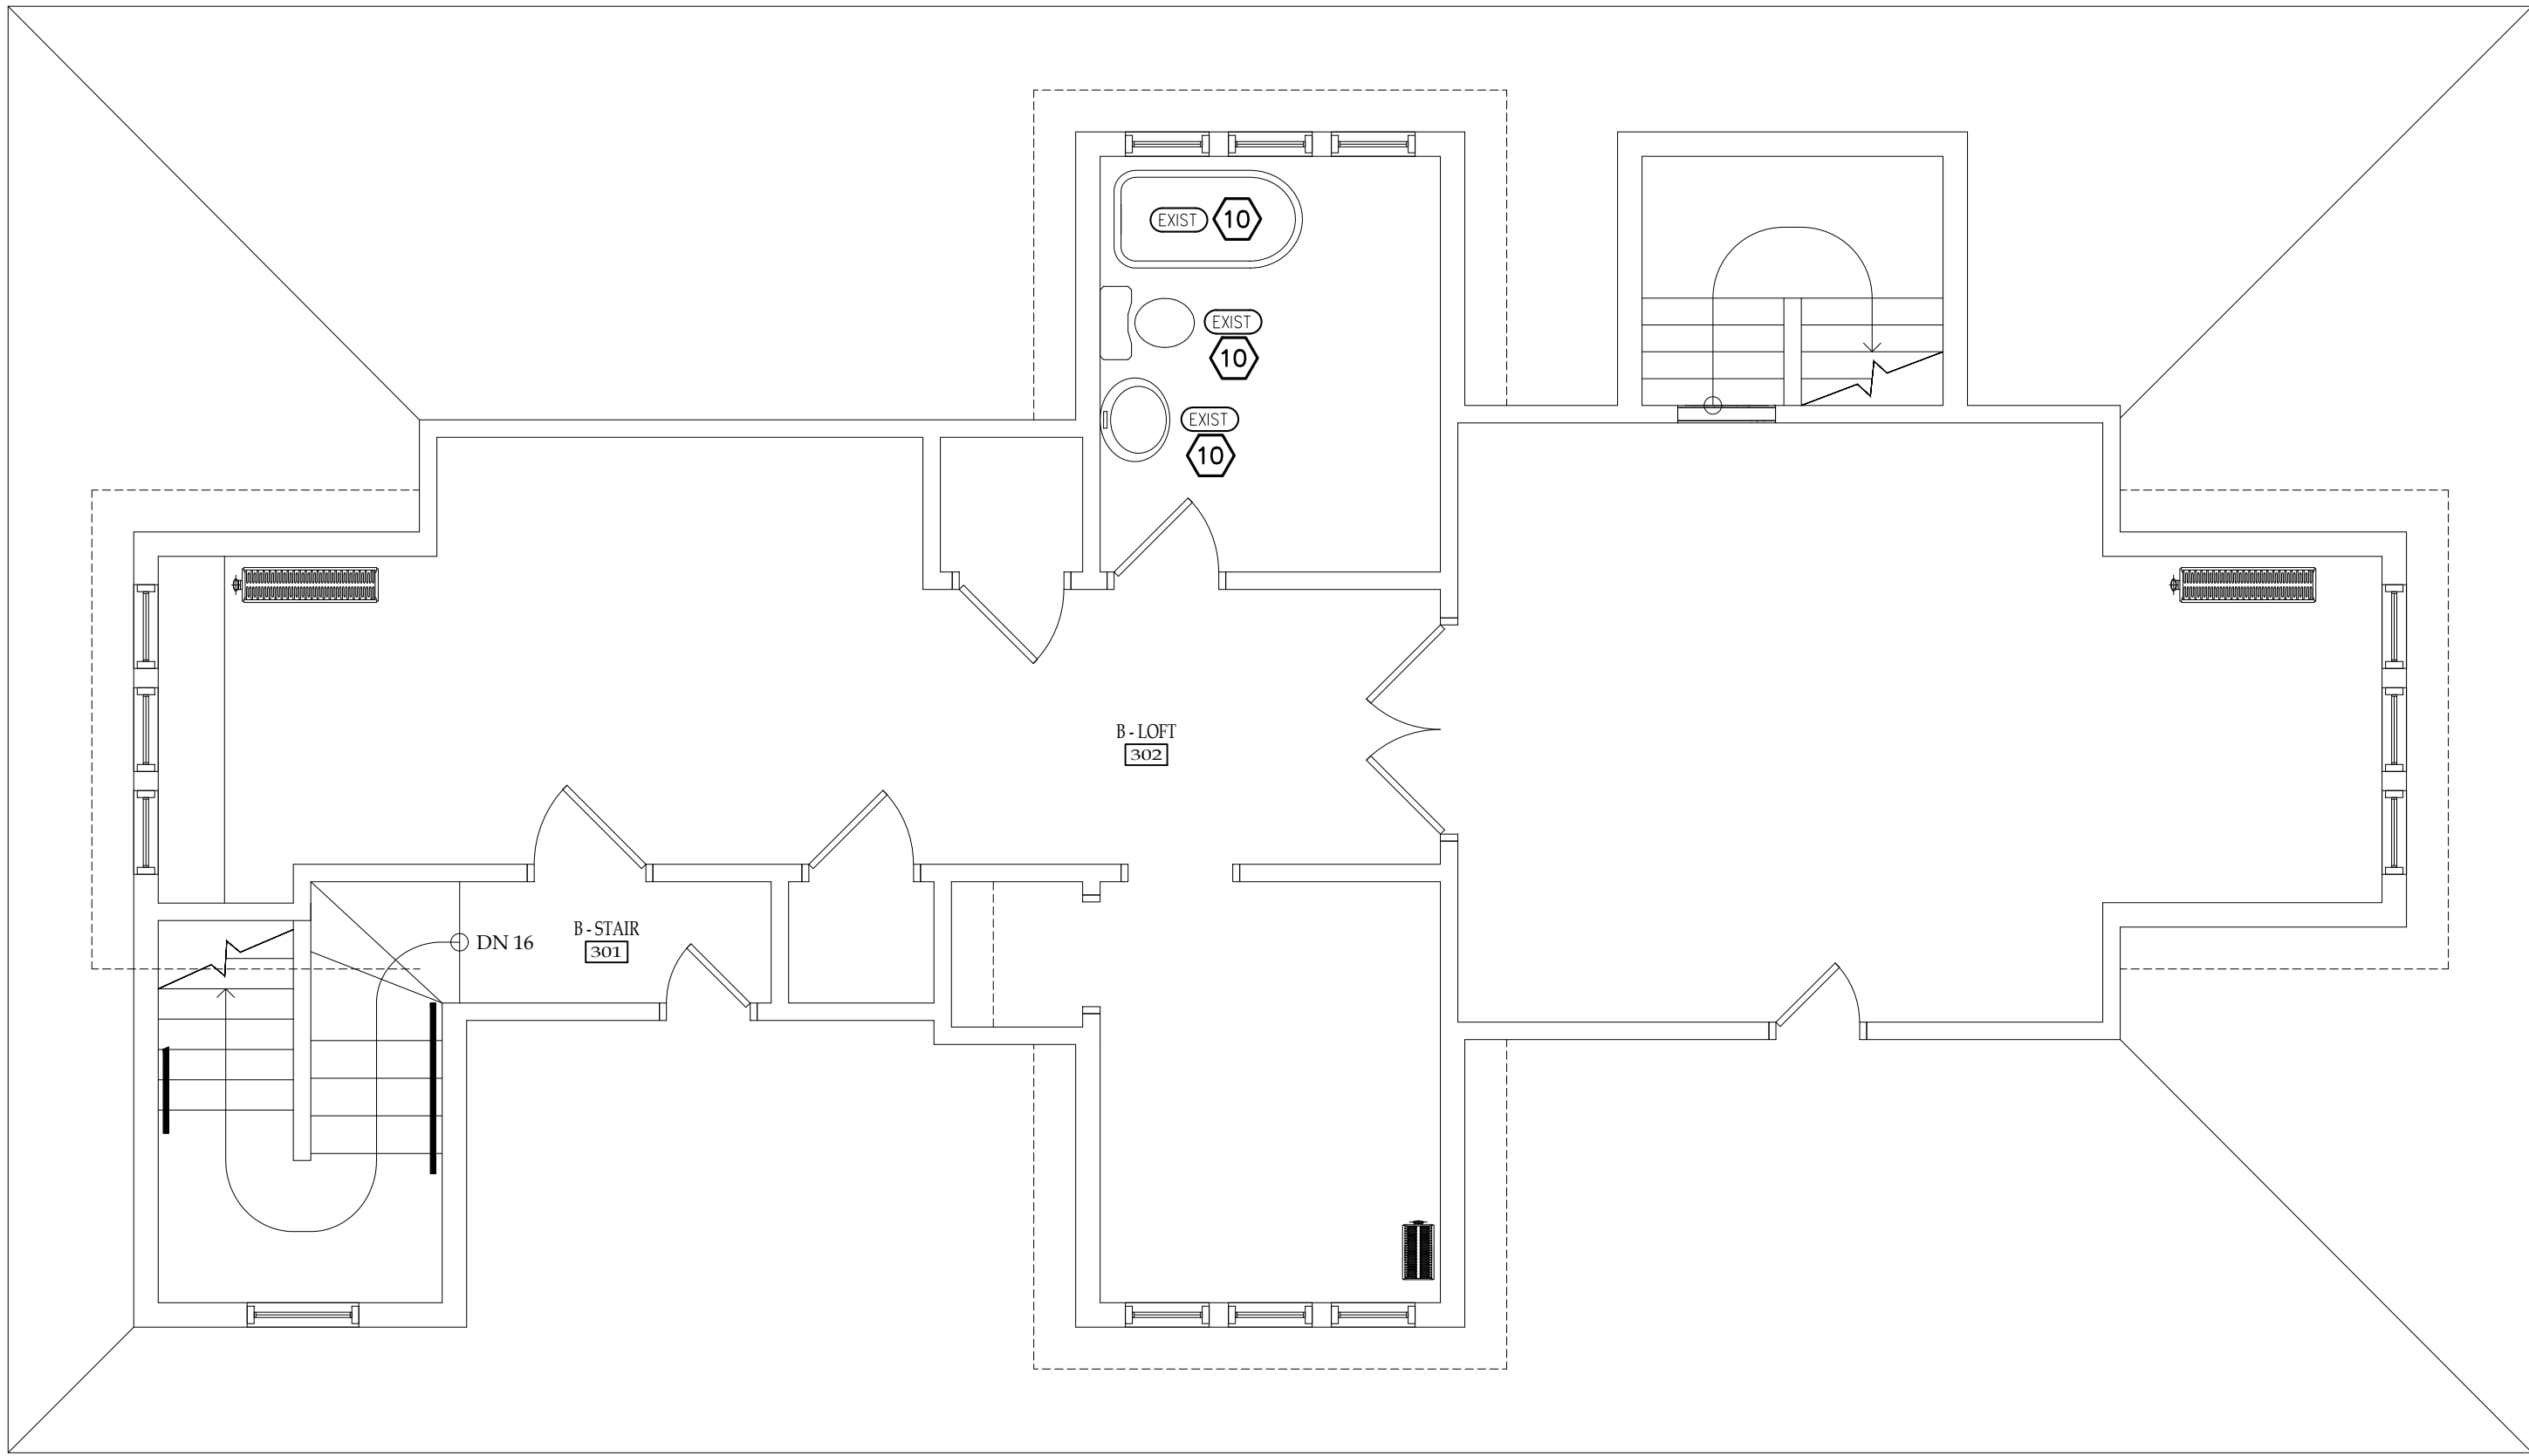 EXIST 10
EXIST
10
EXIST
10
B - LOFT
302
B - STAIR
301
DN 16